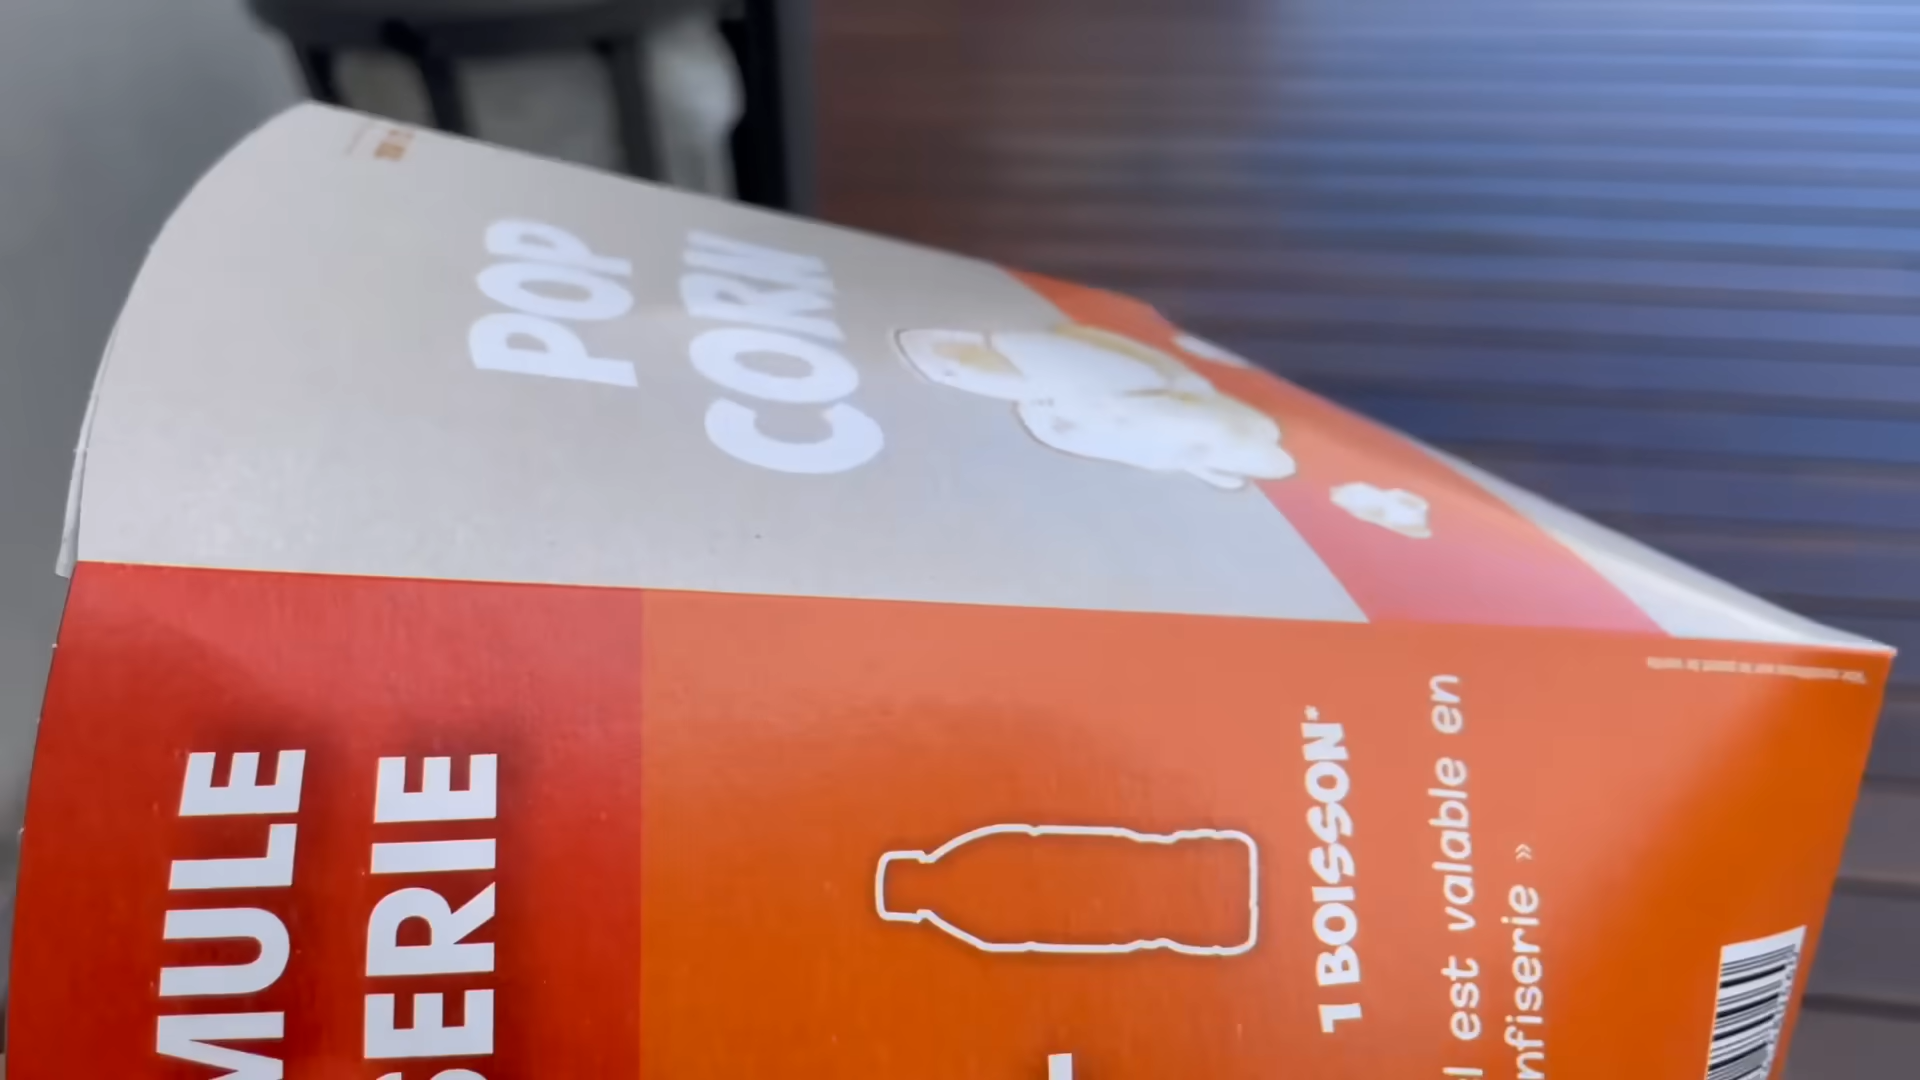 POP
CORN
MULE
SERIE
1 BOISSON*
l est valable en
nfiserie »